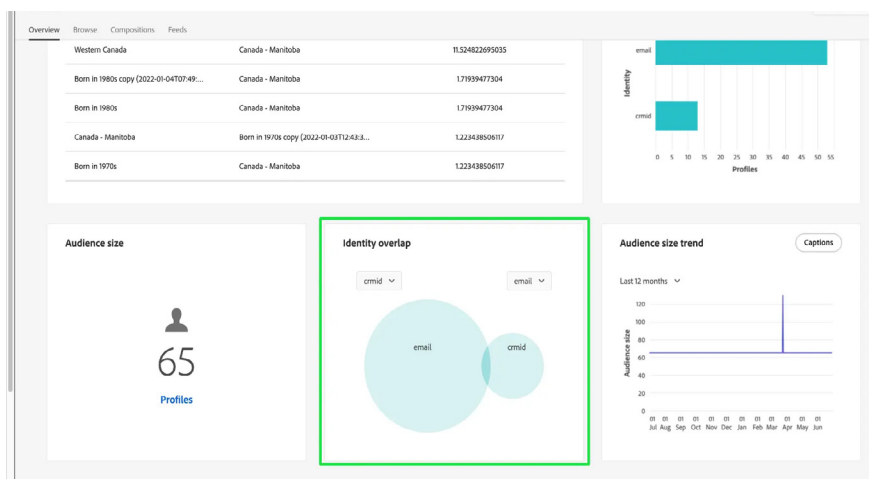 Overview Browse Compositions Feeds
Western Canada Canada - Manitoba 11.524822695035
Born in 1980s copy (2022-01-04T07:49:... Canada - Manitoba 1.71939477304
Born in 1980s Canada - Manitoba 1.71939477304
Canada - Manitoba Born in 1970s copy (2022-01-03T12:43:3... 1.223438506117
Born in 1970s Canada - Manitoba 1.223438506117
Identity
email
crmid
0 5 10 15 20 25 30 35 40 45 50 55
Profiles
Audience size
65
Profiles
Identity overlap
crmid email
email crmid
Audience size trend Captions
Last 12 months
Audience size
120
100
80
60
40
20
0
01 01 01 01 01 01 01 01 01 01 01 01
Jul Aug Sep Oct Nov Dec Jan Feb Mar Apr May Jun